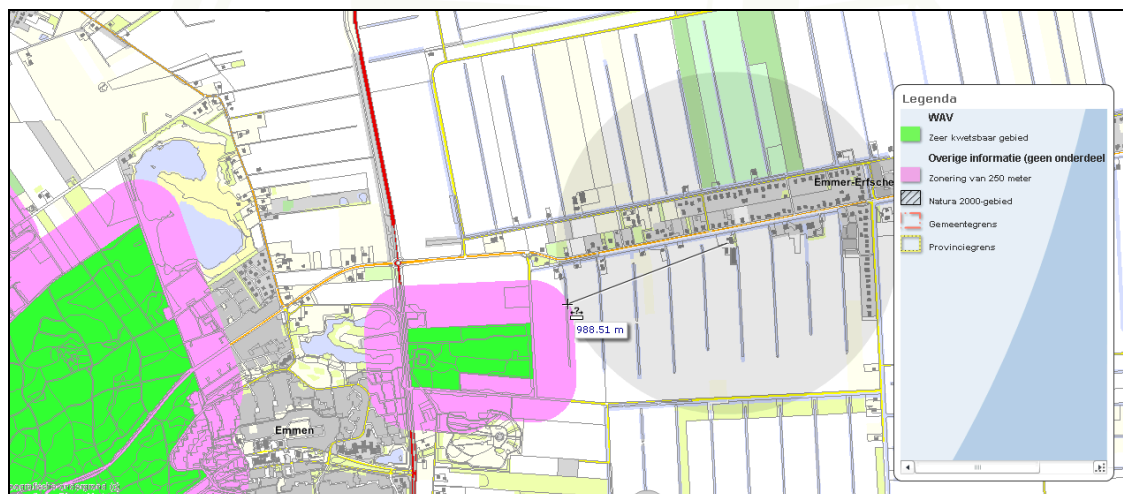 Legenda
WAV
Zeer kwetsbaar gebied
Overige informatie (geen onderdeel
Zonering van 250 meter
Natura 2000-gebied
Gemeentegrens
Provinciegrens
Emmer-Erfsche
988.51 m
Emmen